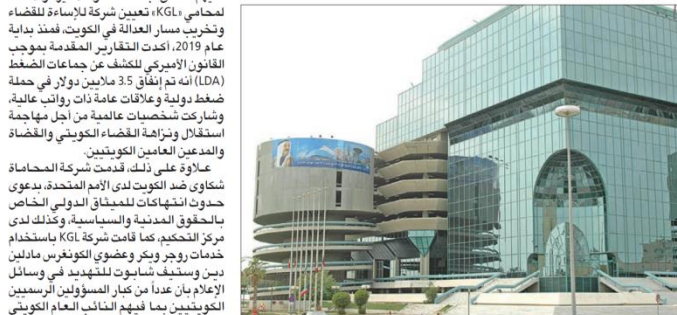 لمحامي «KGL» تعيين شركة للإساءة للقضاء
وتخريب مسار العدالة في الكويت، فمنذ بداية
عام 2019، أكدت التقارير المقدمة بموجب
القانون الأميركي للكشف عن جماعات الضغط
(LDA) أنه تم إنفاق 3.5 ملايين دولار في حملة
ضغط دولية وعلاقات عامة ذات رواتب عالية،
وشاركت شخصيات عالمية من أجل مهاجمة
استقلال ونزاهة القضاء الكويتي والقضاة
والمدعين العامين الكويتيين.
علاوة على ذلك، قدمت شركة المحاماة
شكاوى ضد الكويت لدى الأمم المتحدة، بدعوى
حدوث انتهاكات للميثاق الدولي الخاص
بالحقوق المدنية والسياسية، وكذلك لدى
مركز التحكيم، كما قامت شركة KGL باستخدام
خدمات روجر ويكر وعضوي الكونغرس مادلين
دين وستيف شابوت للتهديد في وسائل
الإعلام بأن عدداً من كبار المسؤولين الرسميين
الكويتيين بما فيهم النائب العام الكويتي